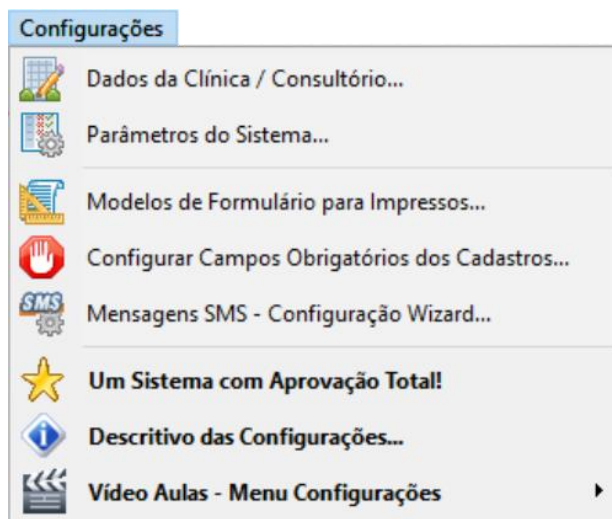 Configurações
Dados da Clínica / Consultório...
Parâmetros do Sistema...
Modelos de Formulário para Impressos...
Configurar Campos Obrigatórios dos Cadastros...
SMS
Mensagens SMS - Configuração Wizard...
Um Sistema com Aprovação Total!
Descritivo das Configurações...
Vídeo Aulas - Menu Configurações